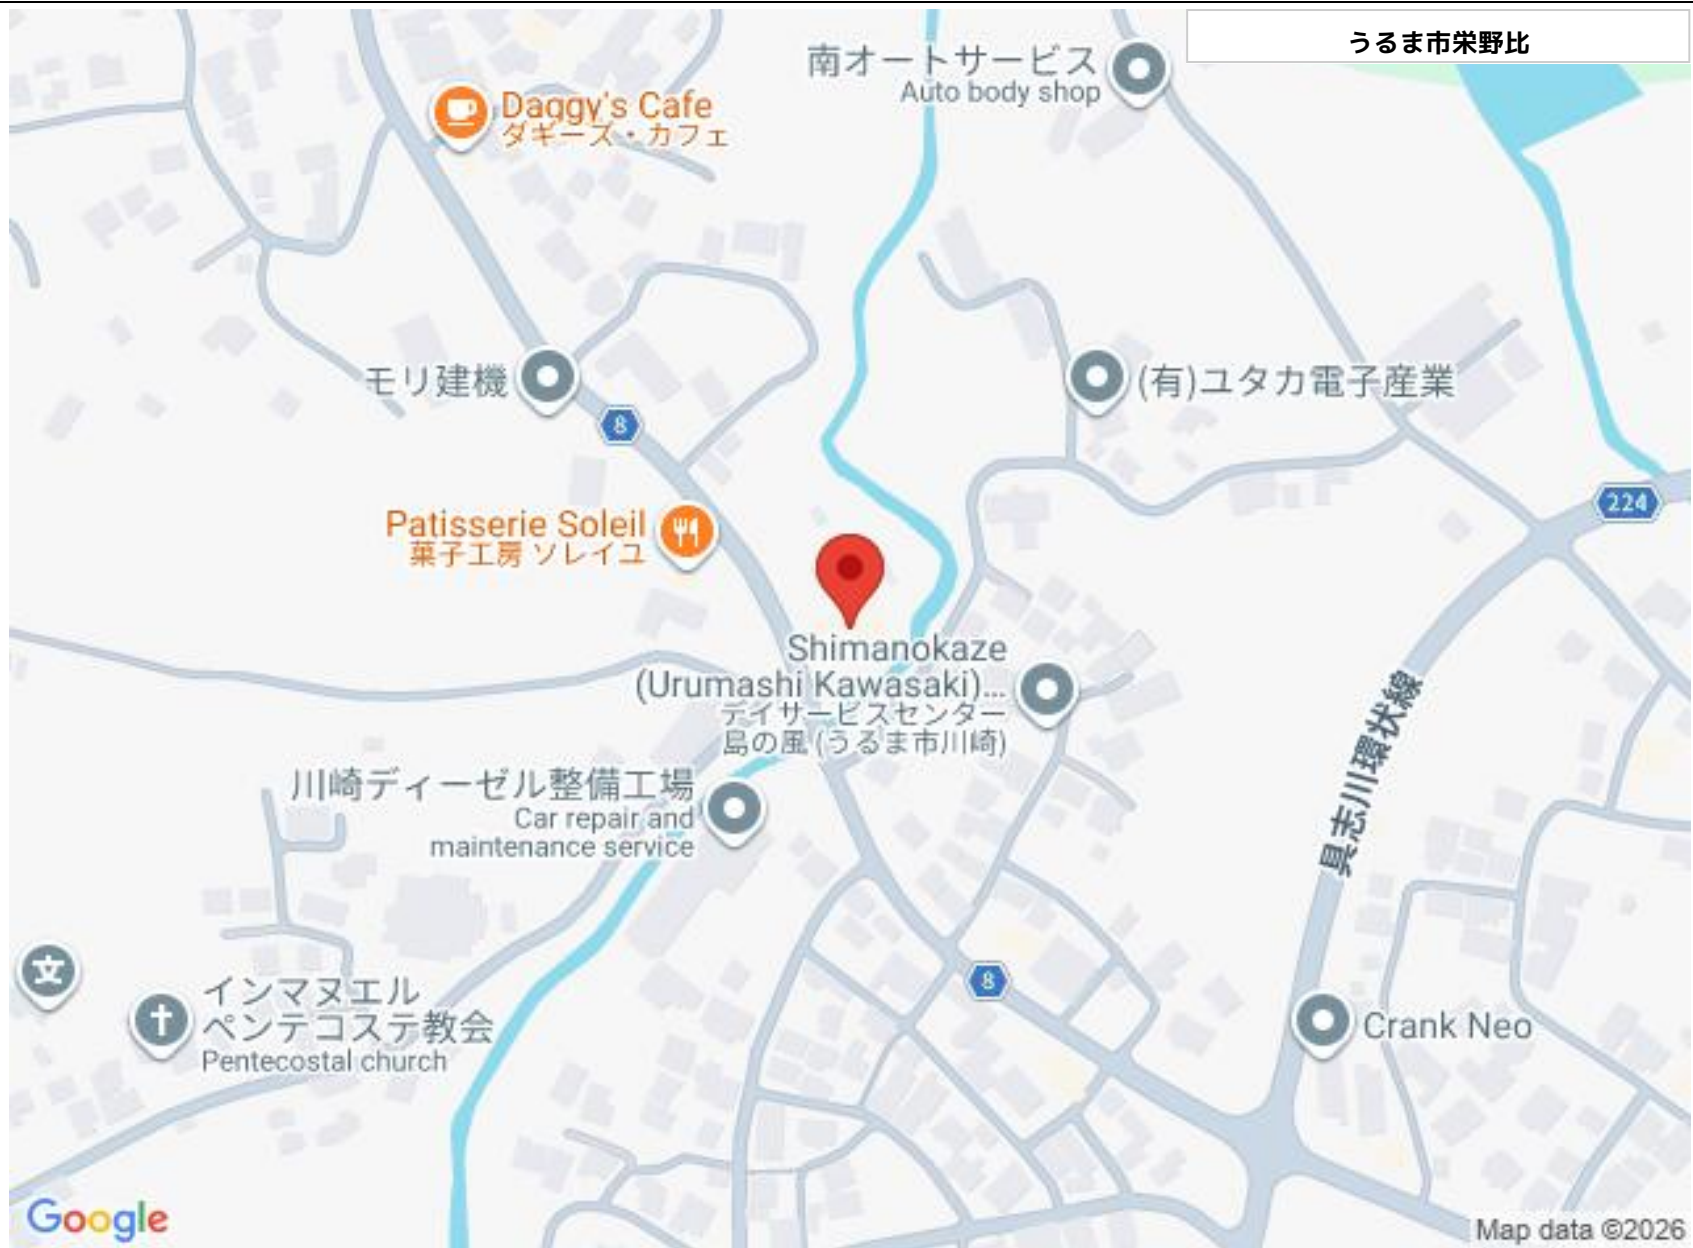 うるま市栄野比
南オートサービス
Auto body shop
Daggy's Cafe
ダギーズ・カフェ
モリ建機
8
(有)ユタカ電子産業
224
Patisserie Soleil
菓子工房 ソレイユ
Shimanokaze
(Urumashi Kawasaki)...
デイサービスセンター
島の風 (うるま市川崎)
具志川環状線
川崎ディーゼル整備工場
Car repair and
maintenance service
文
インマヌエル
ペンテコステ教会
Pentecostal church
8
Crank Neo
Google
Map data ©2026